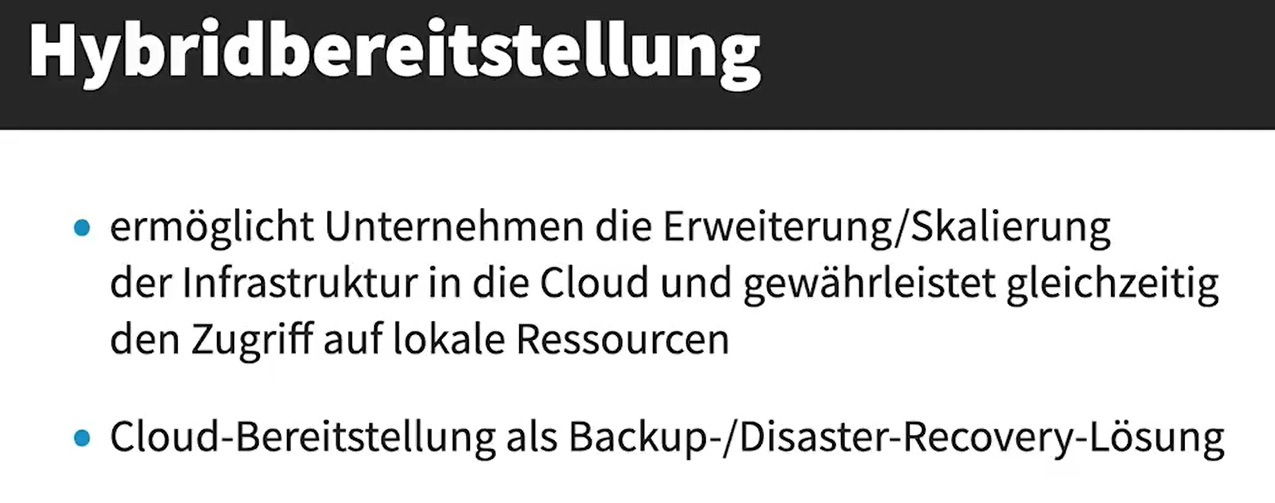 Hybridbereitstellung
• ermöglicht Unternehmen die Erweiterung/Skalierung
der Infrastruktur in die Cloud und gewährleistet gleichzeitig
den Zugriff auf lokale Ressourcen
• Cloud-Bereitstellung als Backup-/Disaster-Recovery-Lösung